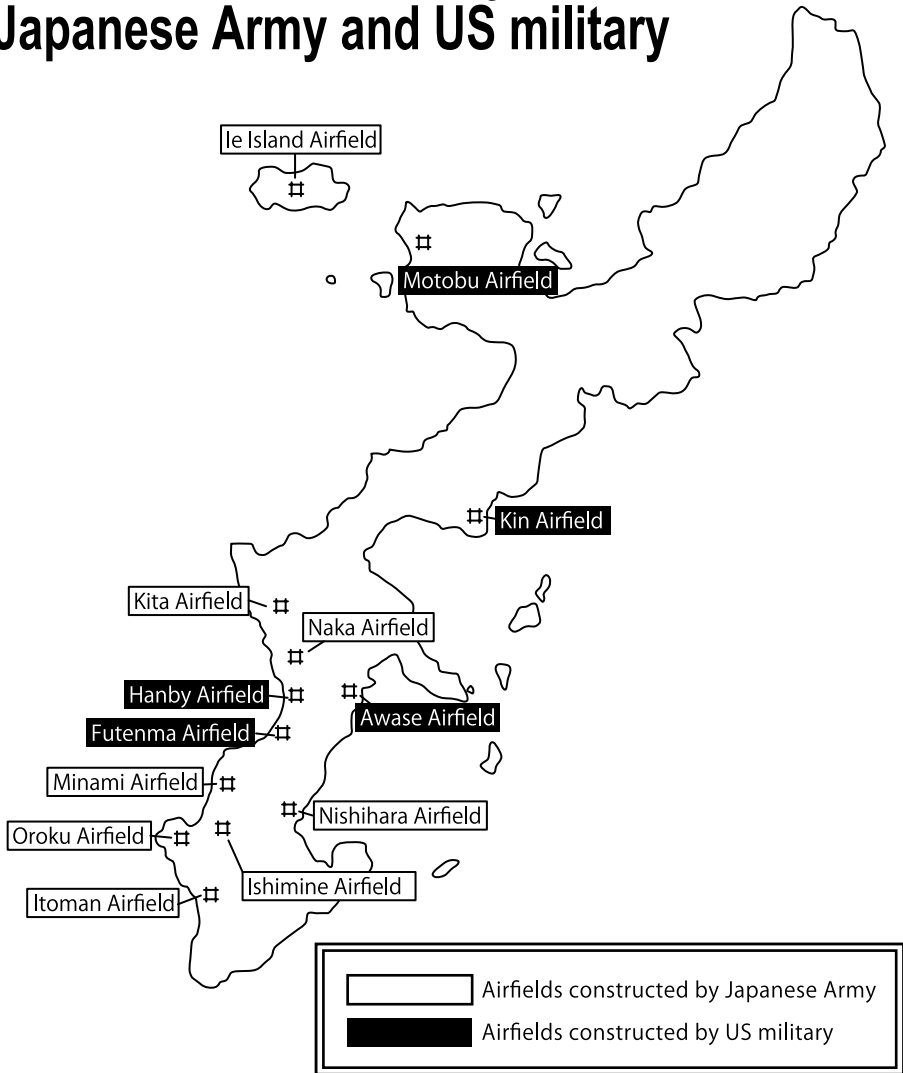 Japanese Army and US military
Ie Island Airfield
Motobu Airfield
Kin Airfield
Kita Airfield
Naka Airfield
Hanby Airfield
Awase Airfield
Futenma Airfield
Minami Airfield
Nishihara Airfield
Oroku Airfield
Ishimine Airfield
Itoman Airfield
Airfields constructed by Japanese Army
Airfields constructed by US military